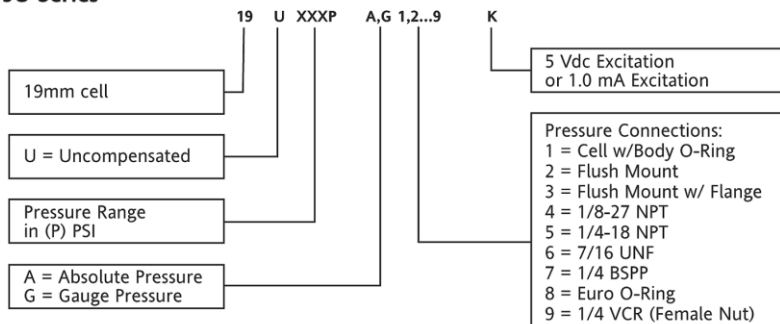 19 U XXXP A,G 1,2...9 K
5 Vdc Excitation
or 1.0 mA Excitation
19mm cell
U = Uncompensated
Pressure Range
in (P) PSI
A = Absolute Pressure
G = Gauge Pressure
Pressure Connections:
1 = Cell w/Body O-Ring
2 = Flush Mount
3 = Flush Mount w/ Flange
4 = 1/8-27 NPT
5 = 1/4-18 NPT
6 = 7/16 UNF
7 = 1/4 BSPP
8 = Euro O-Ring
9 = 1/4 VCR (Female Nut)